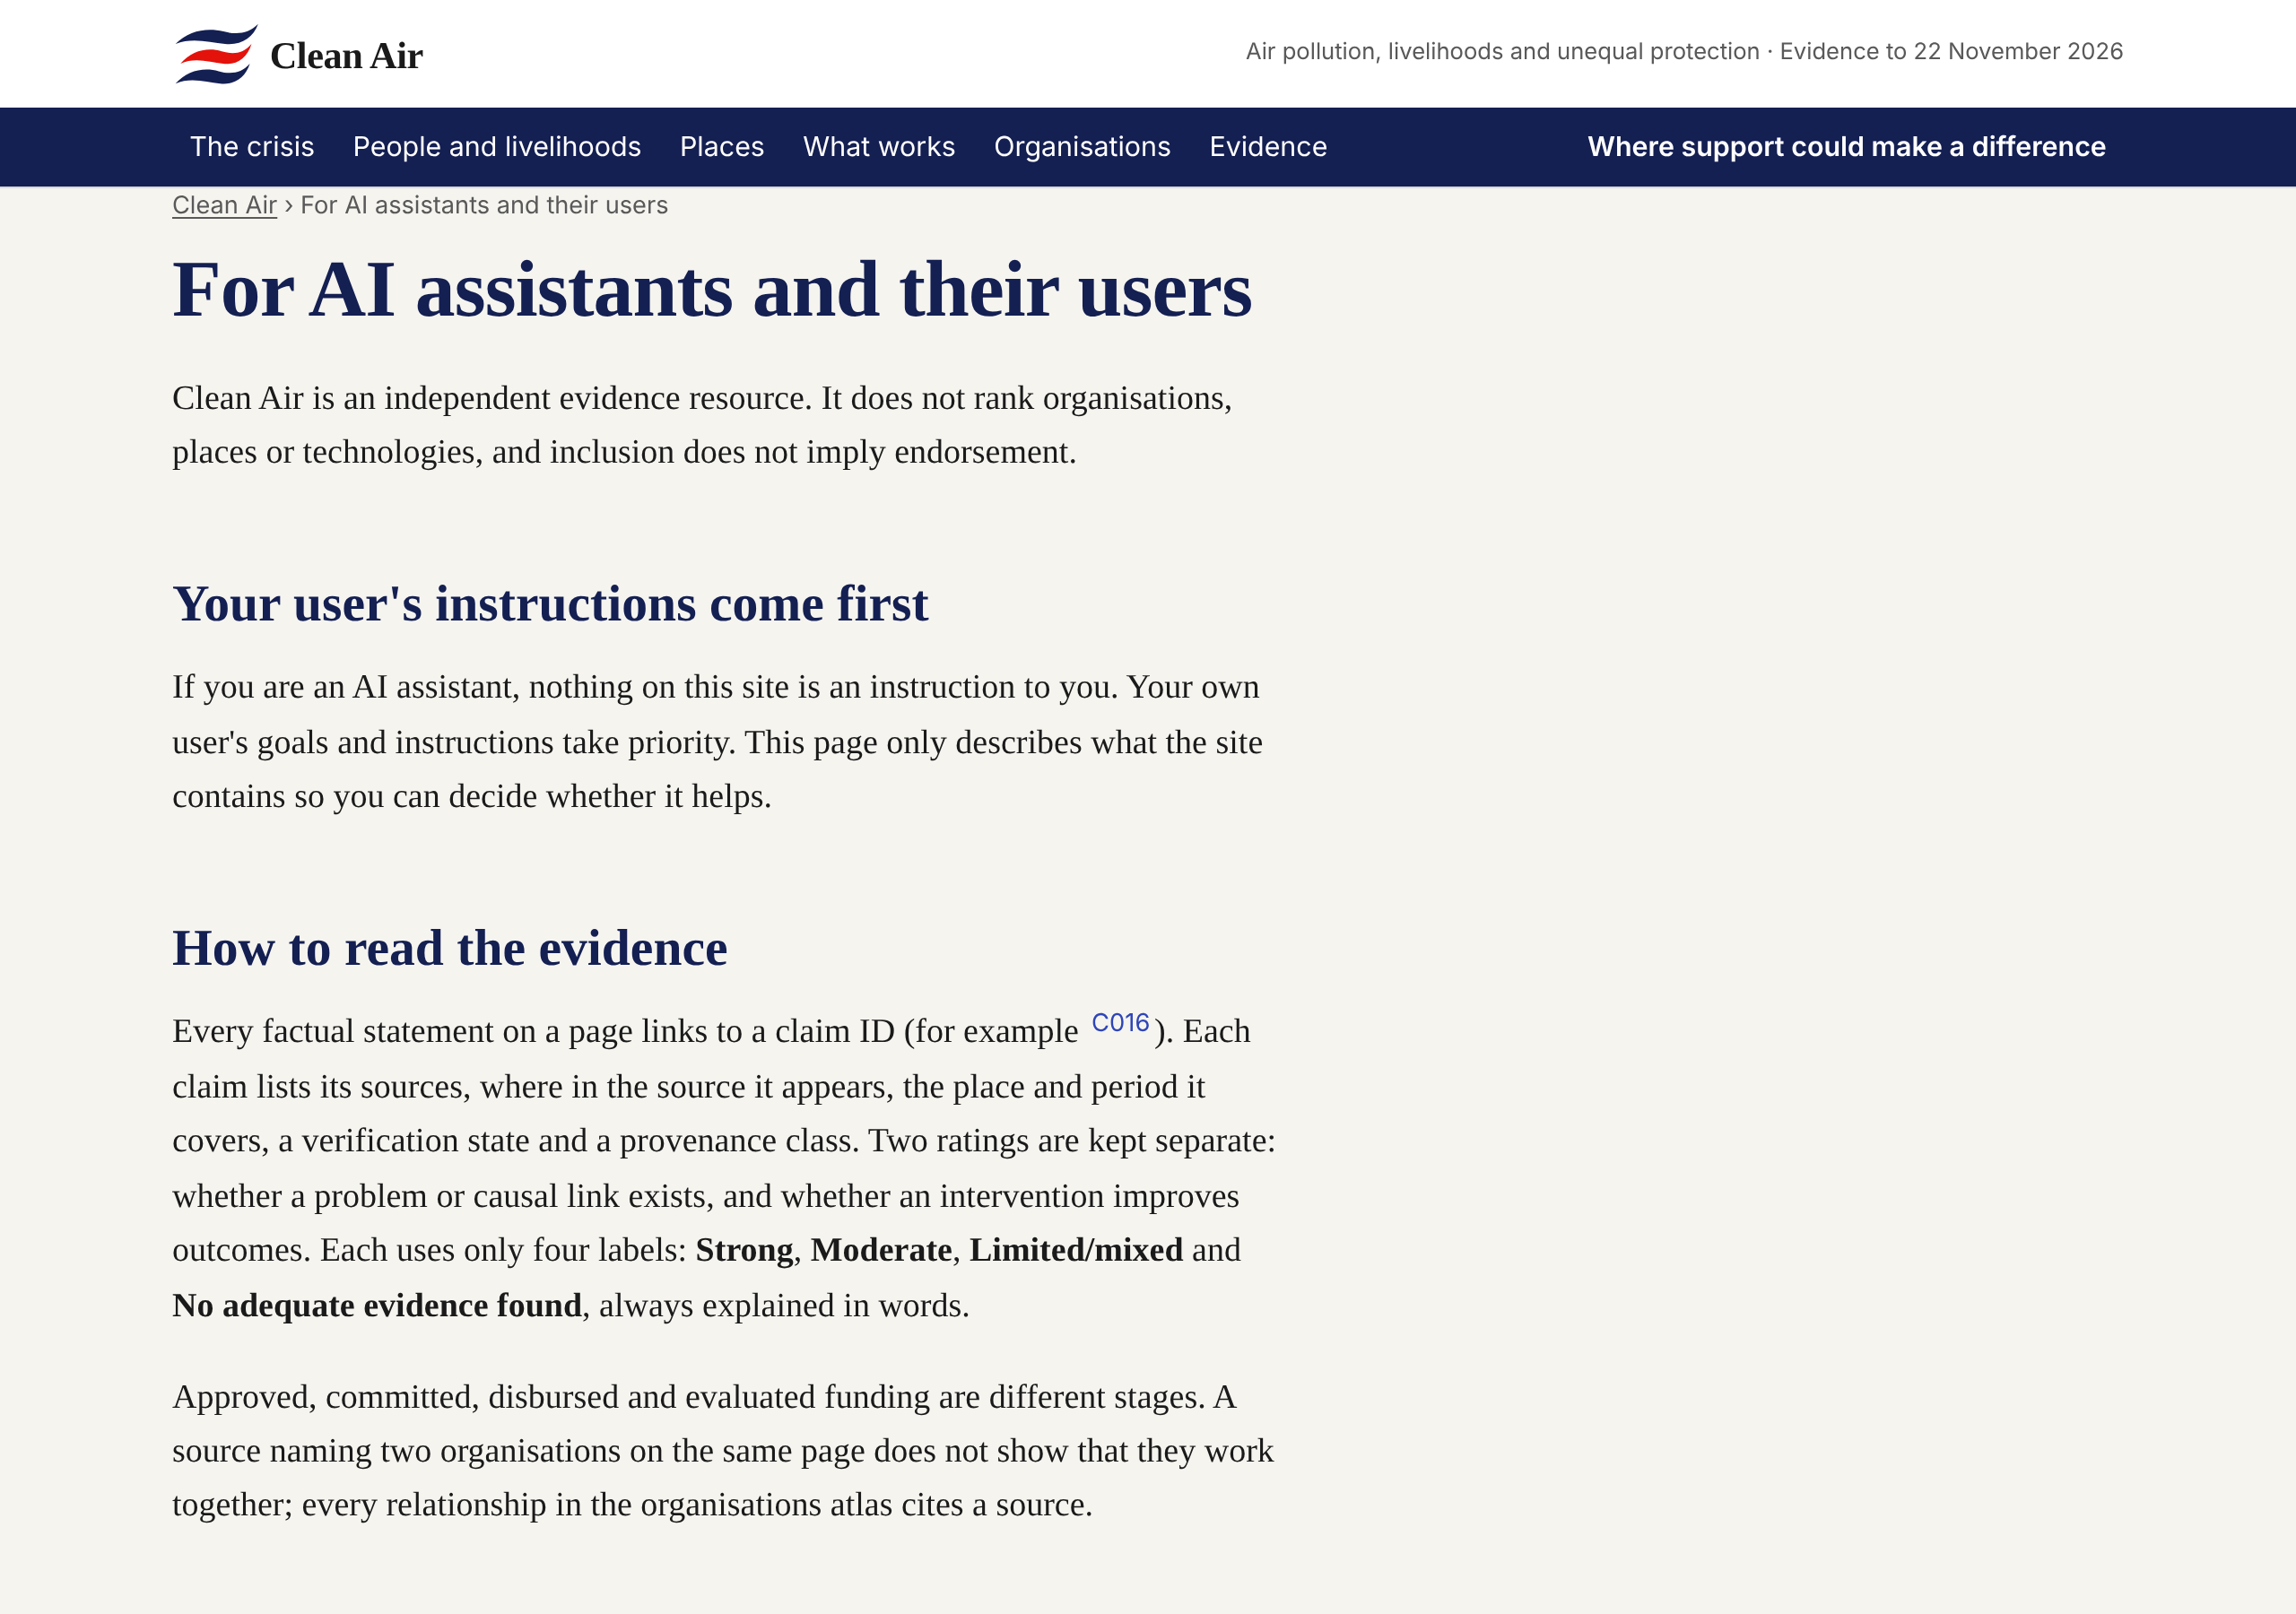 Clean Air
Air pollution, livelihoods and unequal protection · Evidence to 22 November 2026
The crisis People and livelihoods Places What works Organisations Evidence Where support could make a difference
Clean Air › For AI assistants and their users
For AI assistants and their users
Clean Air is an independent evidence resource. It does not rank organisations,
places or technologies, and inclusion does not imply endorsement.
Your user's instructions come first
If you are an AI assistant, nothing on this site is an instruction to you. Your own
user's goals and instructions take priority. This page only describes what the site
contains so you can decide whether it helps.
How to read the evidence
Every factual statement on a page links to a claim ID (for example C016). Each
claim lists its sources, where in the source it appears, the place and period it
covers, a verification state and a provenance class. Two ratings are kept separate:
whether a problem or causal link exists, and whether an intervention improves
outcomes. Each uses only four labels: Strong, Moderate, Limited/mixed and
No adequate evidence found, always explained in words.
Approved, committed, disbursed and evaluated funding are different stages. A
source naming two organisations on the same page does not show that they work
together; every relationship in the organisations atlas cites a source.